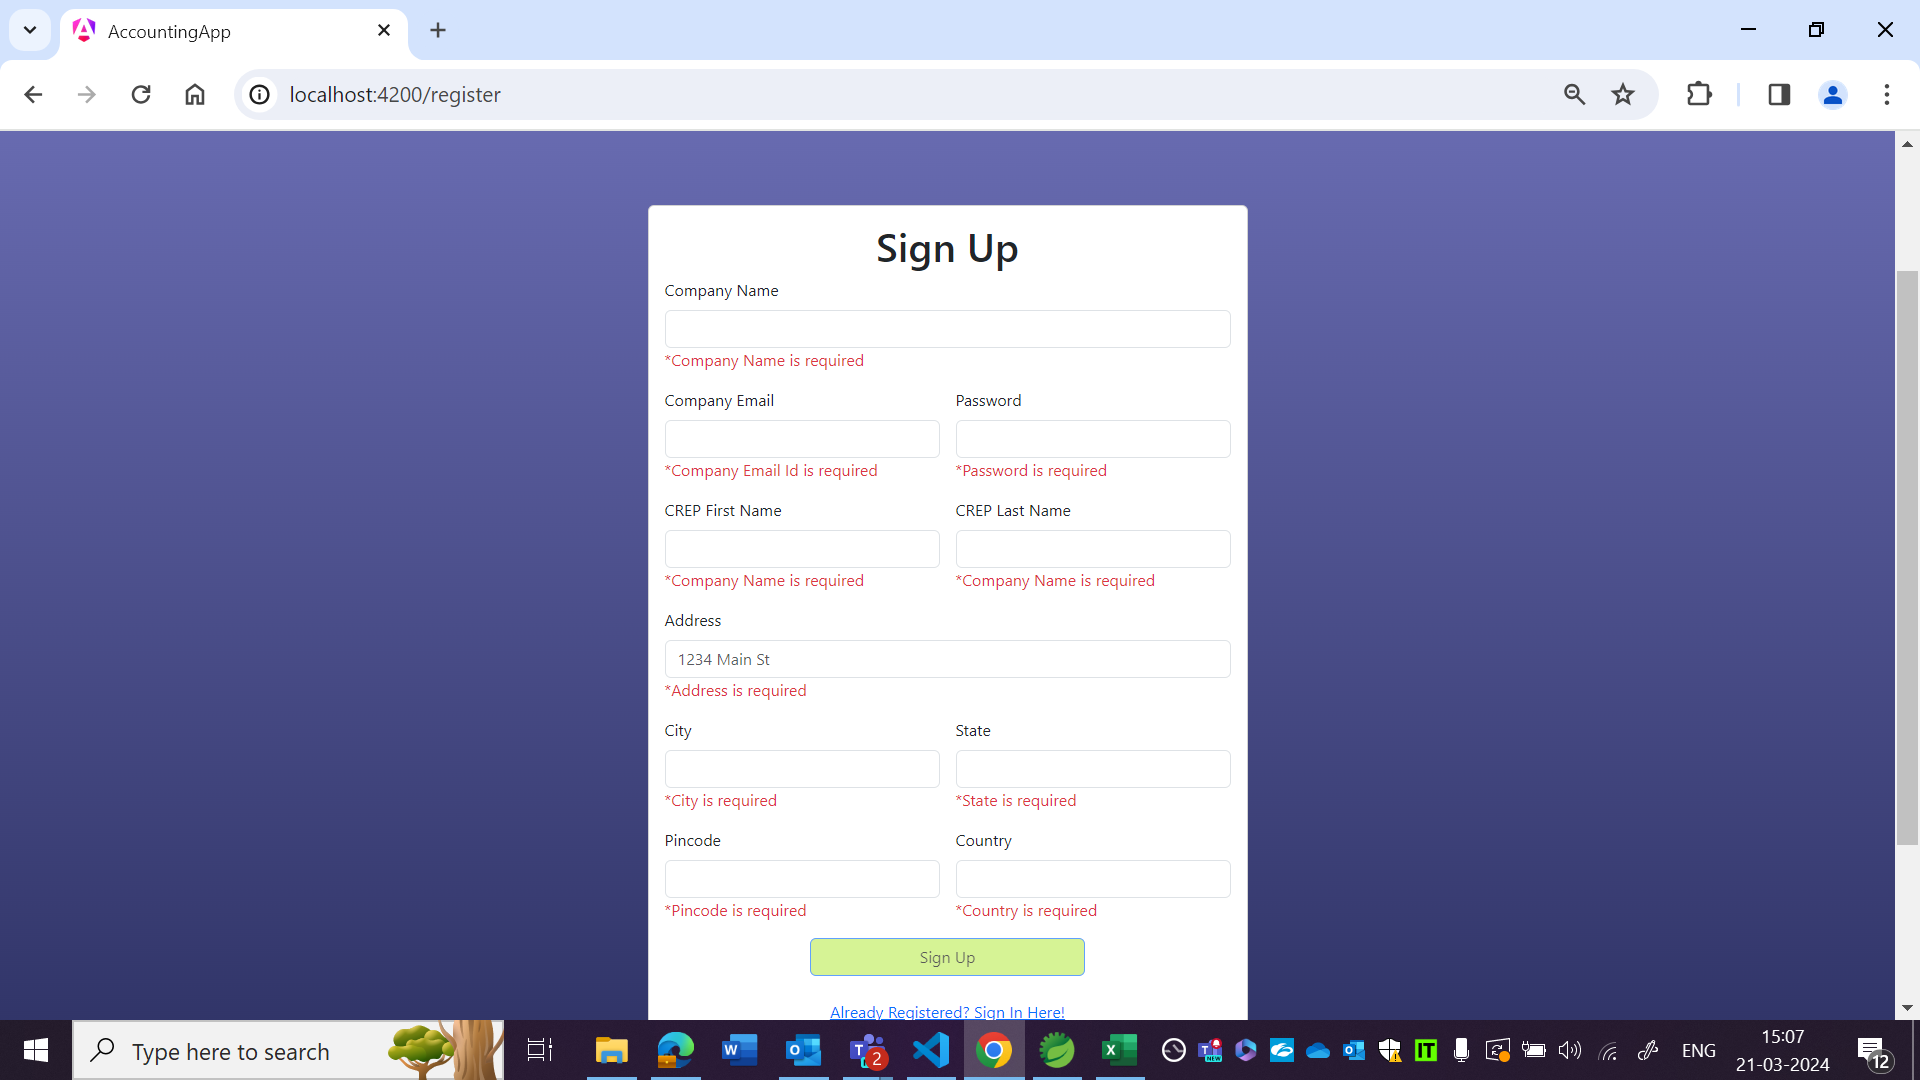 AccountingApp
localhost:4200/register
Sign Up
Company Name
*Company Name is required
Company Email Password
*Company Email Id is required *Password is required
CREP First Name CREP Last Name
*Company Name is required *Company Name is required
Address
1234 Main St
*Address is required
City State
*City is required *State is required
Pincode Country
*Pincode is required *Country is required
Sign Up
Already Registered? Sign In Here!
Type here to search
2
ENG
15:07
21-03-2024
12